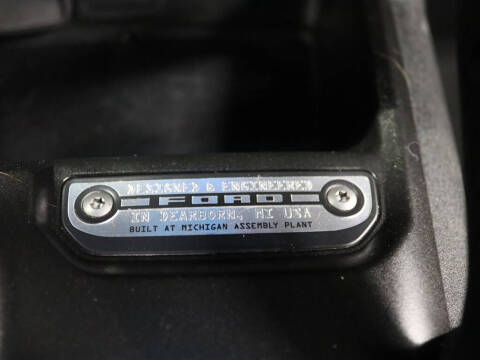 DESIGNED & ENGINEERED
FORD
IN DEARBORN, MI USA
BUILT AT MICHIGAN ASSEMBLY PLANT